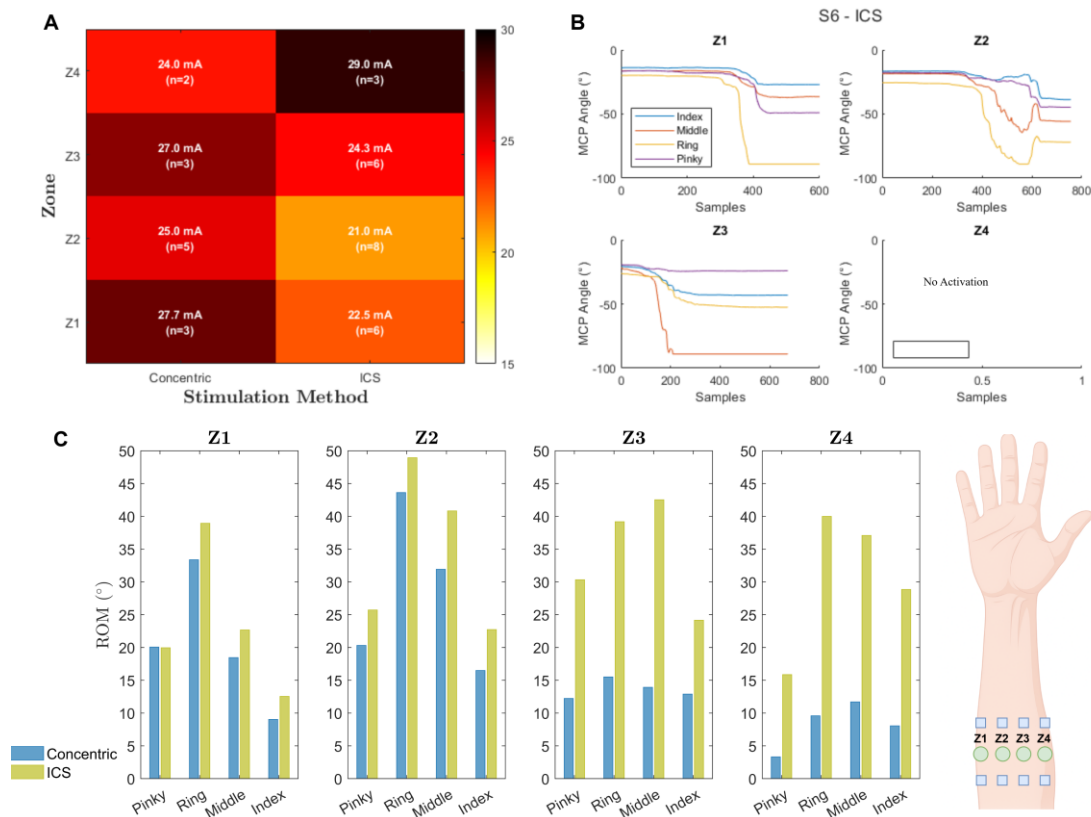 A
Zone
Z4
Z3
Z2
Z1
24.0 mA
(n=2)
29.0 mA
(n=3)
27.0 mA
(n=3)
24.3 mA
(n=6)
25.0 mA
(n=5)
21.0 mA
(n=8)
27.7 mA
(n=3)
22.5 mA
(n=6)
Concentric
ICS
Stimulation Method
30
25
20
15
B
S6 - ICS
Z1
MCP Angle (°)
0
-50
-100
Index
Middle
Ring
Pinky
0 200 400 600
Samples
Z2
MCP Angle (°)
0
-50
-100
0 200 400 600 800
Samples
Z3
MCP Angle (°)
0
-50
-100
0 200 400 600 800
Samples
Z4
MCP Angle (°)
0
-50
-100
No Activation
0 0.5 1
Samples
C
ROM (°)
Z1
50
45
40
35
30
25
20
15
10
5
0
Pinky Ring Middle Index
Z2
50
45
40
35
30
25
20
15
10
5
0
Pinky Ring Middle Index
Z3
50
45
40
35
30
25
20
15
10
5
0
Pinky Ring Middle Index
Z4
50
45
40
35
30
25
20
15
10
5
0
Pinky Ring Middle Index
Concentric
ICS
Z1 Z2 Z3 Z4